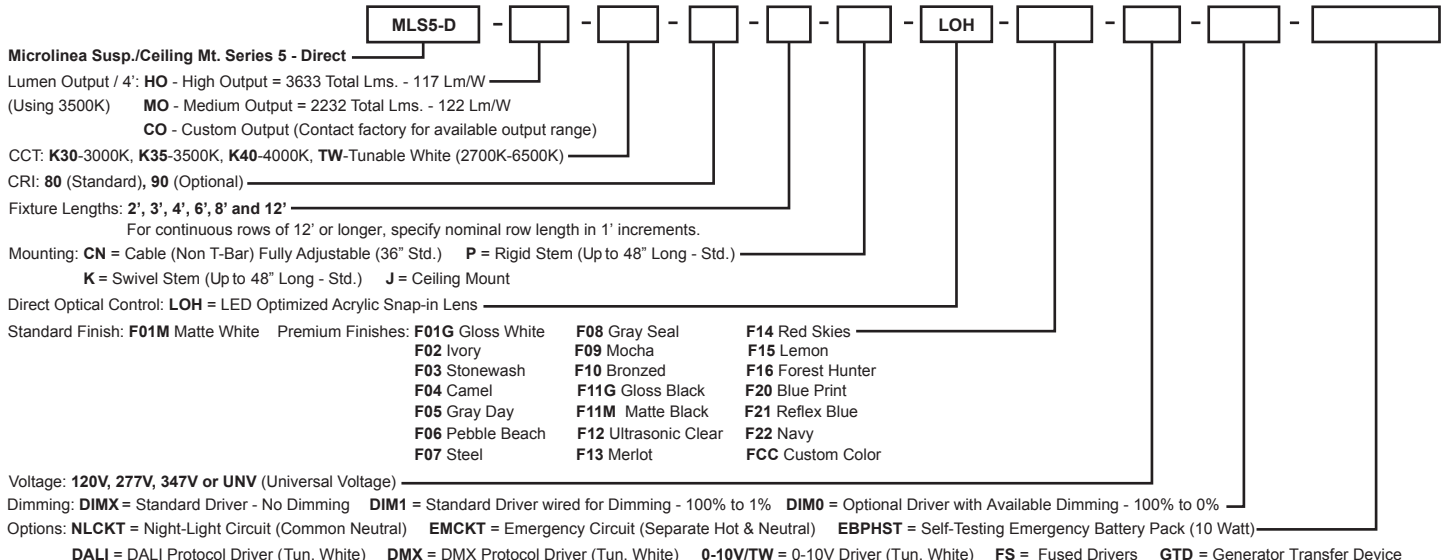 MLS5-D – – – – – – LOH – – – –
Microlinea Susp./Ceiling Mt. Series 5 - Direct
Lumen Output / 4': HO - High Output = 3633 Total Lms. - 117 Lm/W
(Using 3500K) MO - Medium Output = 2232 Total Lms. - 122 Lm/W
CO - Custom Output (Contact factory for available output range)
CCT: K30-3000K, K35-3500K, K40-4000K, TW-Tunable White (2700K-6500K)
CRI: 80 (Standard), 90 (Optional)
Fixture Lengths: 2', 3', 4', 6', 8' and 12'
For continuous rows of 12' or longer, specify nominal row length in 1' increments.
Mounting: CN = Cable (Non T-Bar) Fully Adjustable (36" Std.) P = Rigid Stem (Up to 48" Long - Std.)
K = Swivel Stem (Up to 48" Long - Std.) J = Ceiling Mount
Direct Optical Control: LOH = LED Optimized Acrylic Snap-in Lens
Standard Finish: F01M Matte White Premium Finishes: F01G Gloss White F08 Gray Seal F14 Red Skies
F02 Ivory F09 Mocha F15 Lemon
F03 Stonewash F10 Bronzed F16 Forest Hunter
F04 Camel F11G Gloss Black F20 Blue Print
F05 Gray Day F11M Matte Black F21 Reflex Blue
F06 Pebble Beach F12 Ultrasonic Clear F22 Navy
F07 Steel F13 Merlot FCC Custom Color
Voltage: 120V, 277V, 347V or UNV (Universal Voltage)
Dimming: DIMX = Standard Driver - No Dimming DIM1 = Standard Driver wired for Dimming - 100% to 1% DIM0 = Optional Driver with Available Dimming - 100% to 0%
Options: NLCKT = Night-Light Circuit (Common Neutral) EMCKT = Emergency Circuit (Separate Hot & Neutral) EBPHST = Self-Testing Emergency Battery Pack (10 Watt)
DALI = DALI Protocol Driver (Tun. White) DMX = DMX Protocol Driver (Tun. White) 0-10V/TW = 0-10V Driver (Tun. White) FS = Fused Drivers GTD = Generator Transfer Device